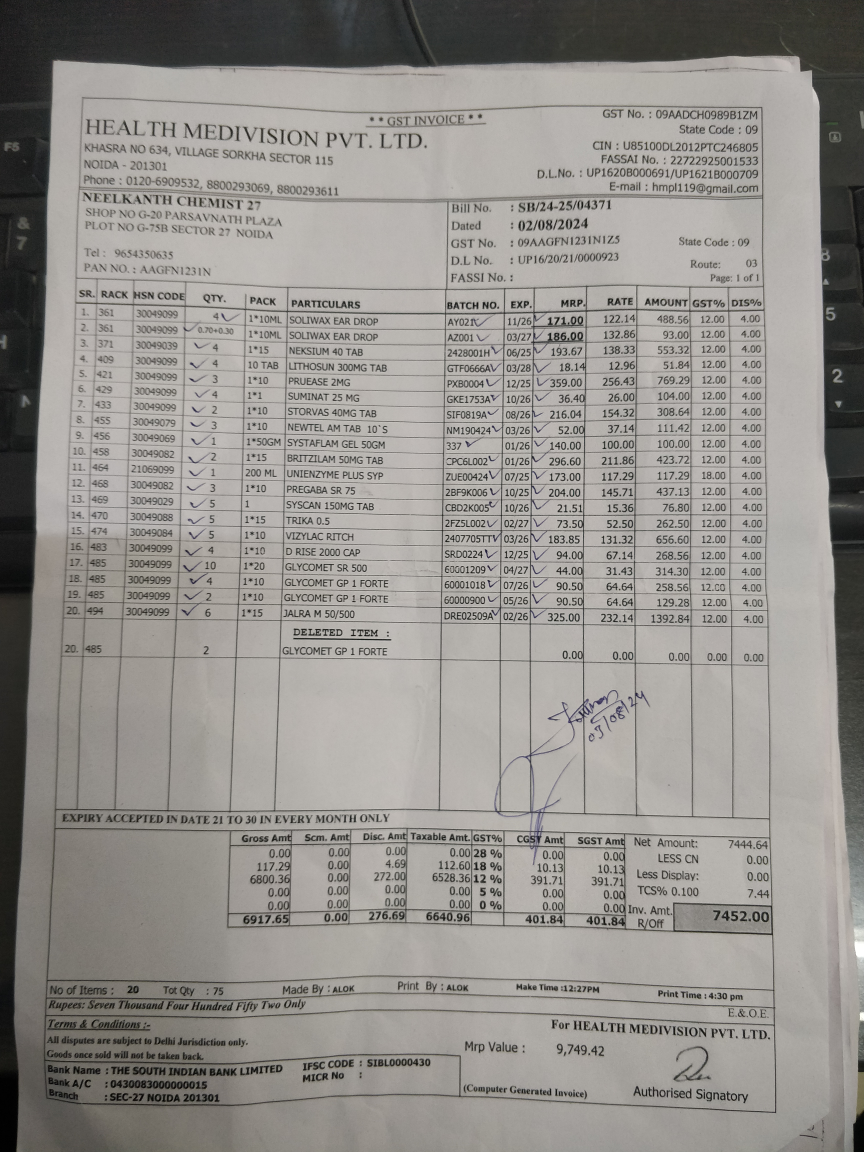 * * GST INVOICE * *
HEALTH MEDIVISION PVT. LTD.
KHASRA NO 634, VILLAGE SORKHA SECTOR 115
NOIDA - 201301
Phone : 0120-6909532, 8800293069, 8800293611
GST No. : 09AADCH0989B1ZM
State Code : 09
CIN : U85100DL2012PTC246805
FASSAI No. : 22722925001533
D.L.No. : UP1620B000691/UP1621B000709
E-mail : hmpl119@gmail.com
NEELKANTH CHEMIST 27
SHOP NO G-20 PARSAVNATH PLAZA
PLOT NO G-75B SECTOR 27 NOIDA
Tel : 9654350635
PAN NO. : AAGFN1231N
Bill No. : SB/24-25/04371
Dated : 02/08/2024
GST No. : 09AAGFN1231N1Z5 State Code : 09
D.L No. : UP16/20/21/0000923
Route: 03
FASSI No. : Page: 1 of 1
SR. RACK HSN CODE QTY. PACK PARTICULARS BATCH NO. EXP. MRP. RATE AMOUNT GST% DIS%
1. 361 30049099 4 1*10ML SOLIWAX EAR DROP AY021 11/26 171.00 122.14 488.56 12.00 4.00
2. 361 30049099 0.70+0.30 1*10ML SOLIWAX EAR DROP AZ001 03/27 186.00 132.86 93.00 12.00 4.00
3. 371 30049039 4 1*15 NEKSIUM 40 TAB 2428001H 06/25 193.67 138.33 553.32 12.00 4.00
4. 409 30049099 4 10 TAB LITHOSUN 300MG TAB GTF0666A 03/28 18.14 12.96 51.84 12.00 4.00
5. 421 30049099 3 1*10 PRUEASE 2MG PXB0004 12/25 359.00 256.43 769.29 12.00 4.00
6. 429 30049099 4 1*1 SUMINAT 25 MG GKE1753A 10/26 36.40 26.00 104.00 12.00 4.00
7. 433 30049099 2 1*10 STORVAS 40MG TAB SIF0819A 08/26 216.04 154.32 308.64 12.00 4.00
8. 455 30049079 3 1*10 NEWTEL AM TAB 10`S NM190424 03/26 52.00 37.14 111.42 12.00 4.00
9. 456 30049069 1 1*50GM SYSTAFLAM GEL 50GM 337 01/26 140.00 100.00 100.00 12.00 4.00
10. 458 30049082 2 1*15 BRITZILAM 50MG TAB CPC6L002 01/26 296.60 211.86 423.72 12.00 4.00
11. 464 21069099 1 200 ML UNIENZYME PLUS SYP ZUE00424 07/25 173.00 117.29 117.29 18.00 4.00
12. 468 30049082 3 1*10 PREGABA SR 75 2BF9K006 10/25 204.00 145.71 437.13 12.00 4.00
13. 469 30049029 5 1 SYSCAN 150MG TAB CBD2K005 10/26 21.51 15.36 76.80 12.00 4.00
14. 470 30049088 5 1*15 TRIKA 0.5 2FZ5L002 02/27 73.50 52.50 262.50 12.00 4.00
15. 474 30049084 5 1*10 VIZYLAC RITCH 2407705TTV 03/26 183.85 131.32 656.60 12.00 4.00
16. 483 30049099 4 1*10 D RISE 2000 CAP SRD0224 12/25 94.00 67.14 268.56 12.00 4.00
17. 485 30049099 10 1*20 GLYCOMET SR 500 60001209 04/27 44.00 31.43 314.30 12.00 4.00
18. 485 30049099 4 1*10 GLYCOMET GP 1 FORTE 60001018 07/26 90.50 64.64 258.56 12.00 4.00
19. 485 30049099 2 1*10 GLYCOMET GP 1 FORTE 60000900 05/26 90.50 64.64 129.28 12.00 4.00
20. 494 30049099 6 1*15 JALRA M 50/500 DRE02509A 02/26 325.00 232.14 1392.84 12.00 4.00
DELETED ITEM :
20. 485 2 GLYCOMET GP 1 FORTE 0.00 0.00 0.00 0.00 0.00
03/08/24
EXPIRY ACCEPTED IN DATE 21 TO 30 IN EVERY MONTH ONLY
Gross Amt Scm. Amt Disc. Amt Taxable Amt. GST% CGST Amt SGST Amt
0.00 0.00 0.00 0.00 28 % 0.00 0.00
117.29 0.00 4.69 112.60 18 % 10.13 10.13
6800.36 0.00 272.00 6528.36 12 % 391.71 391.71
0.00 0.00 0.00 0.00 5 % 0.00 0.00
0.00 0.00 0.00 0.00 0 % 0.00 0.00
6917.65 0.00 276.69 6640.96 401.84 401.84
Net Amount: 7444.64
LESS CN 0.00
Less Display: 0.00
TCS% 0.100 7.44
Inv. Amt. R/Off 7452.00
No of Items : 20 Tot Qty : 75 Made By : ALOK Print By : ALOK Make Time :12:27PM Print Time : 4:30 pm
Rupees: Seven Thousand Four Hundred Fifty Two Only E.& O.E.
Terms & Conditions :-
All disputes are subject to Delhi Jurisdiction only.
Goods once sold will not be taken back.
Bank Name : THE SOUTH INDIAN BANK LIMITED IFSC CODE : SIBL0000430
Bank A/C : 0430083000000015 MICR No :
Branch : SEC-27 NOIDA 201301
For HEALTH MEDIVISION PVT. LTD.
Mrp Value : 9,749.42
(Computer Generated Invoice) Authorised Signatory